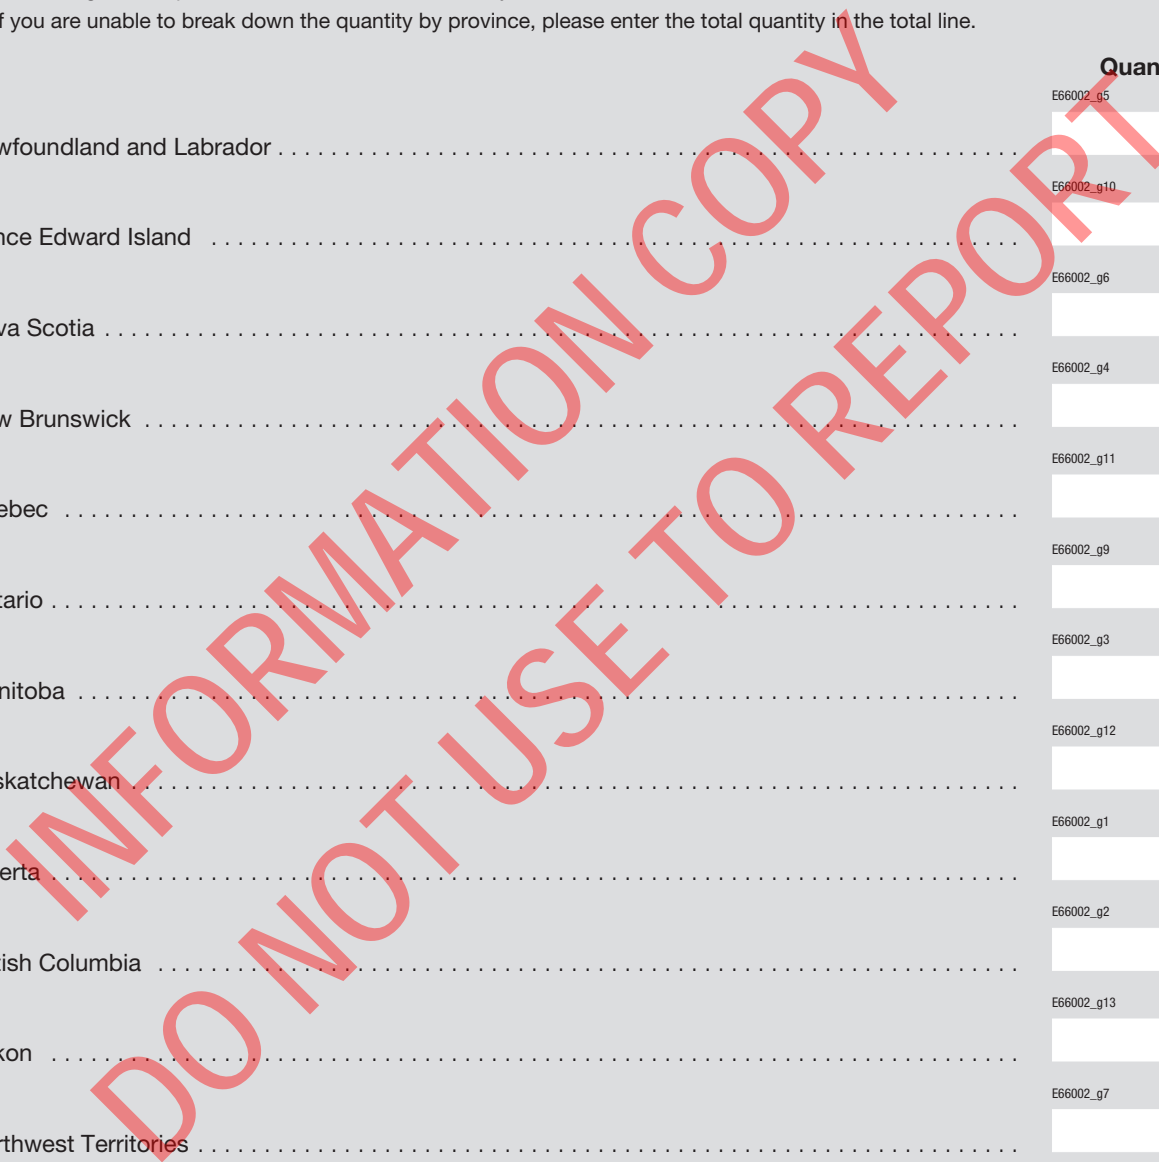 f you are unable to break down the quantity by province, please enter the total quantity in the total line.
Quan
E66002_g5
wfoundland and Labrador
E66002_g10
nce Edward Island
E66002_g6
va Scotia
E66002_g4
w Brunswick
E66002_g11
ebec
E66002_g9
tario
E66002_g3
nitoba
E66002_g12
skatchewan
E66002_g1
erta
E66002_g2
tish Columbia
E66002_g13
kon
E66002_g7
rthwest Territories
INFORMATION COPY
DO NOT USE TO REPORT